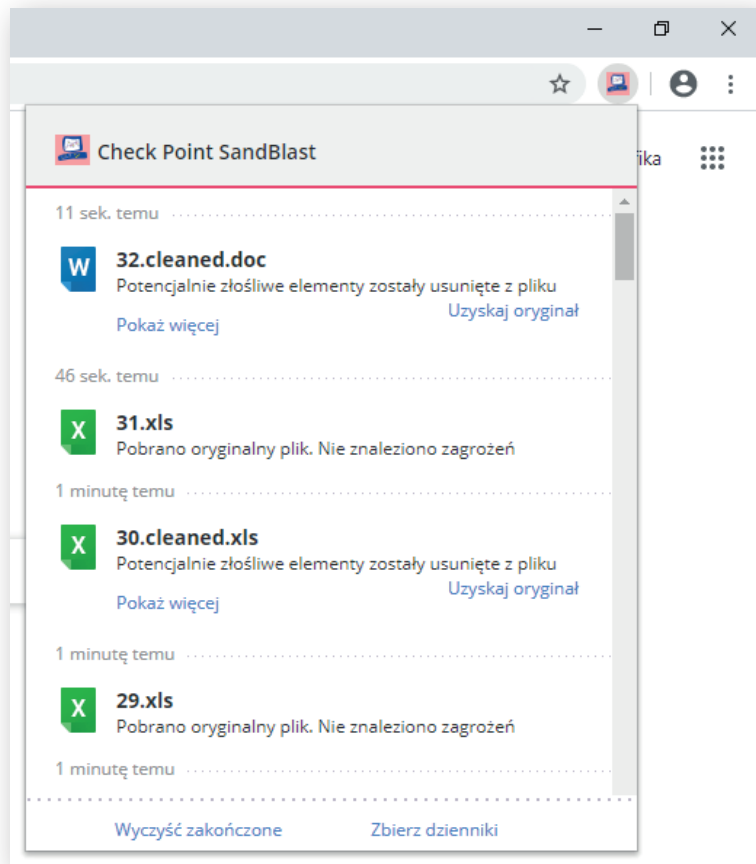 ika
Check Point SandBlast
11 sek. temu
W
32.cleaned.doc
Potencjalnie złośliwe elementy zostały usunięte z pliku
Uzyskaj oryginał
Pokaż więcej
46 sek. temu
X
31.xls
Pobrano oryginalny plik. Nie znaleziono zagrożeń
1 minutę temu
X
30.cleaned.xls
Potencjalnie złośliwe elementy zostały usunięte z pliku
Uzyskaj oryginał
Pokaż więcej
1 minutę temu
X
29.xls
Pobrano oryginalny plik. Nie znaleziono zagrożeń
1 minutę temu
Wyczyść zakończone Zbierz dzienniki